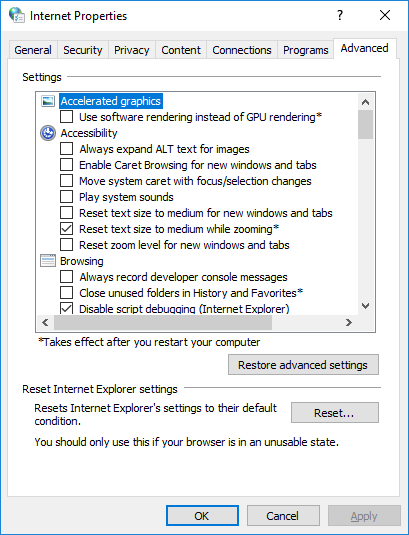 Internet Properties
General Security Privacy Content Connections Programs Advanced
Settings
Accelerated graphics
Use software rendering instead of GPU rendering*
Accessibility
Always expand ALT text for images
Enable Caret Browsing for new windows and tabs
Move system caret with focus/selection changes
Play system sounds
Reset text size to medium for new windows and tabs
Reset text size to medium while zooming*
Reset zoom level for new windows and tabs
Browsing
Always record developer console messages
Close unused folders in History and Favorites*
Disable script debugging (Internet Explorer)
*Takes effect after you restart your computer
Restore advanced settings
Reset Internet Explorer settings
Resets Internet Explorer's settings to their default
condition.
Reset...
You should only use this if your browser is in an unusable state.
OK Cancel Apply